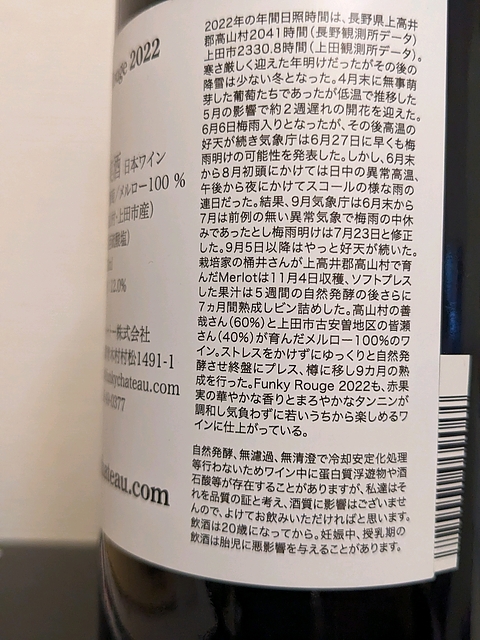 Rouge 2022
酒 日本ワイン
/メルロー100 %
・上田市産)
酸塩)
2.0%
ー株式会社
木村村松1491-1
funkychateau.com
-0377
hateau.com
2022年の年間日照時間は、長野県上高井
郡高山村2041時間(長野観測所データ)
上田市2330.8時間(上田観測所データ)。
寒さ厳しく迎えた年明けだったがその後の
降雪は少ない冬となった。4月末に無事萌
芽した葡萄たちであったが低温で推移した
5月の影響で約2週遅れの開花を迎えた。
6月6日梅雨入りとなったが、その後高温の
好天が続き気象庁は6月27日に早くも梅
雨明けの可能性を発表した。しかし、6月末
から8月初頭にかけては日中の異常高温、
午後から夜にかけてスコールの様な雨の
連日だった。結果、9月気象庁は6月末から
7月は前例の無い異常気象で梅雨の中休
みであったとし梅雨明けは7月23日と修正
した。9月5日以降はやっと好天が続いた。
栽培家の桶井さんが上高井郡高山村で育
んだMerlotは11月4日収穫、ソフトプレス
した果汁は5週間の自然発酵の後さらに
7ヵ月間熟成しビン詰めした。高山村の善
哉さん(60%)と上田市古安曽地区の皆瀬
さん(40%)が育んだメルロー100%のワ
イン。ストレスをかけずにゆっくりと自然発
酵させ終盤にプレス、樽に移し9カ月の熟
成を行った。Funky Rouge 2022も、赤果
実の華やかな香りとまろやかなタンニンが
調和し気負わずに若いうちから楽しめるワ
インに仕上がっている。
自然発酵、無濾過、無清澄で冷却安定化処理
等行わないためワイン中に蛋白質浮遊物や酒
石酸等が存在することがありますが、私達はそ
れを品質の証と考え、酒質に影響はございませ
んので、よけてお飲みいただければと思います。
飲酒は20歳になってから。妊娠中、授乳期の
飲酒は胎児に悪影響を与えることがあります。